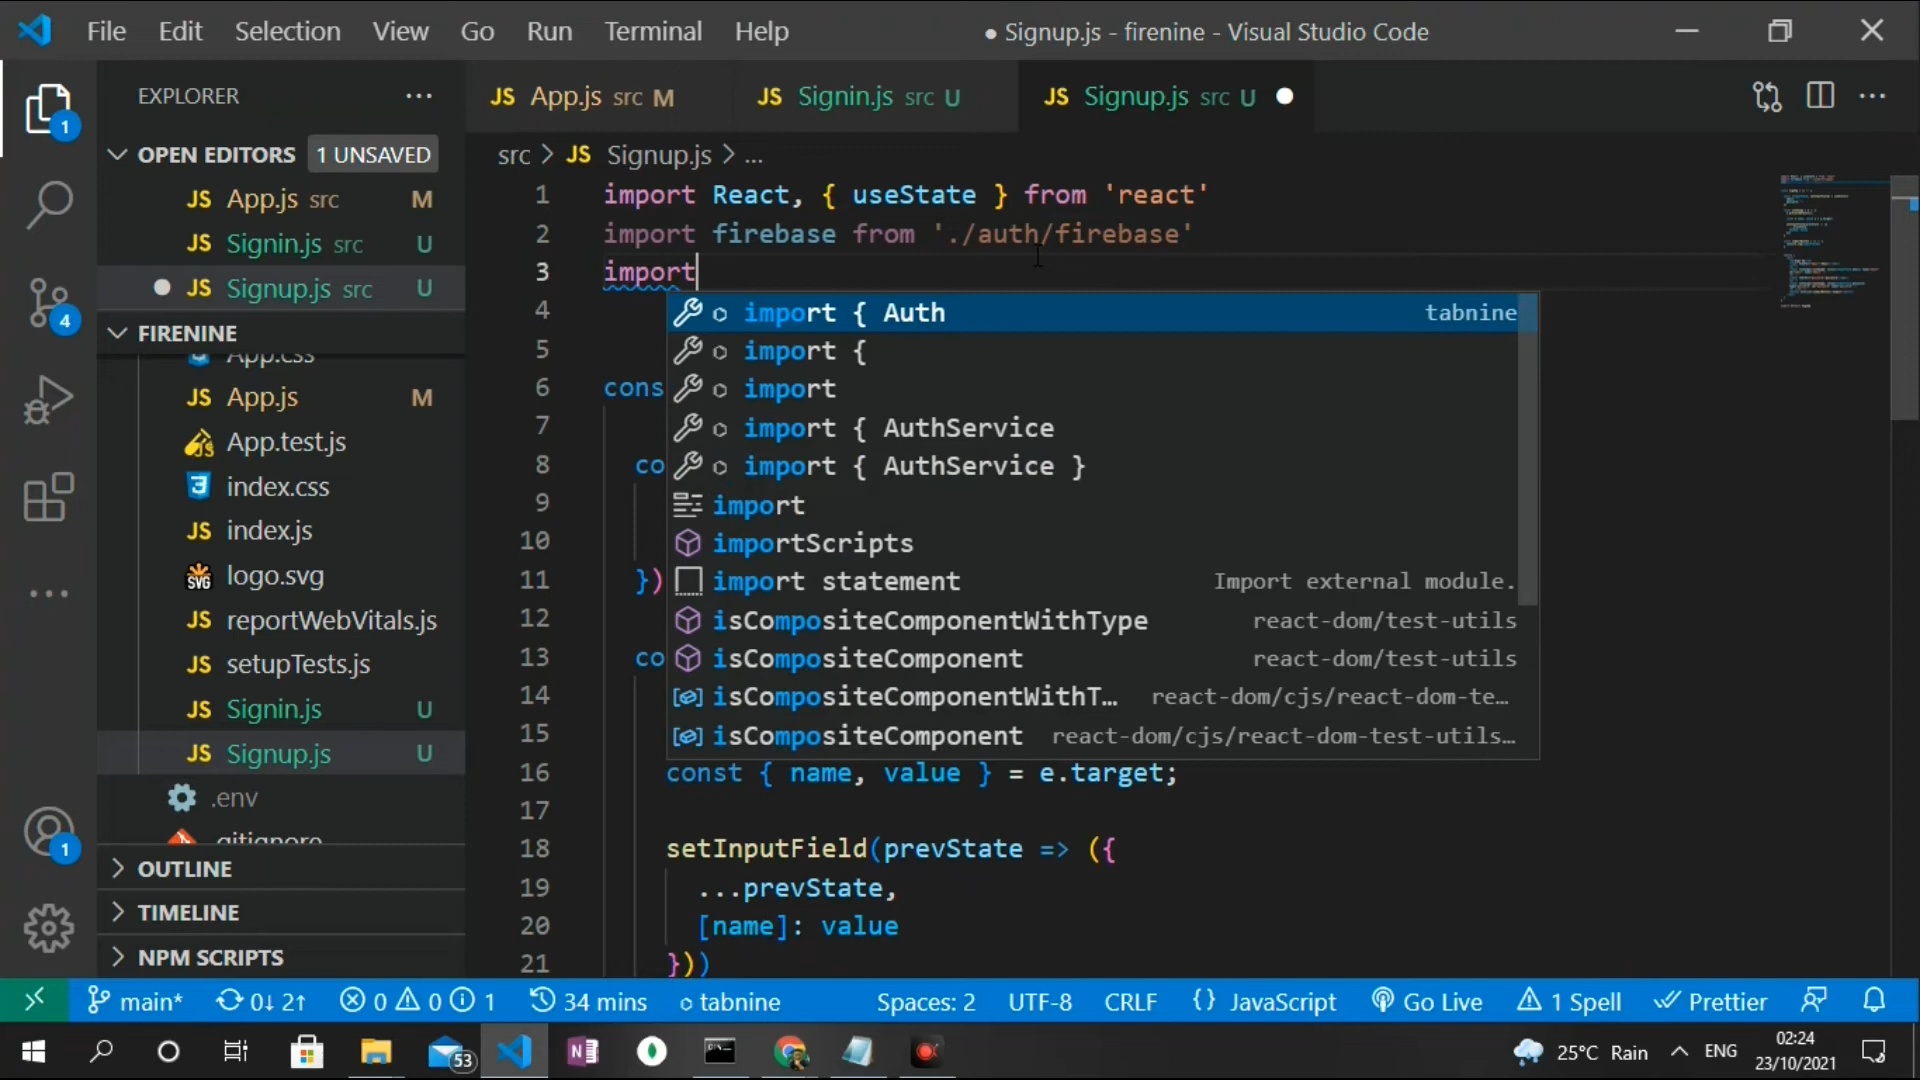 File Edit Selection View Go Run Terminal Help
● Signup.js - firenine - Visual Studio Code
EXPLORER
JS App.js src M
JS Signin.js src U
JS Signup.js src U
OPEN EDITORS 1 UNSAVED
JS App.js src M
JS Signin.js src U
JS Signup.js src U
FIRENINE
App.css
JS App.js M
App.test.js
index.css
JS index.js
SVG logo.svg
JS reportWebVitals.js
JS setupTests.js
JS Signin.js U
JS Signup.js U
.env
.gitignore
OUTLINE
TIMELINE
NPM SCRIPTS
1
4
1
src > JS Signup.js > ...
1 import React, { useState } from 'react'
2 import firebase from './auth/firebase'
3 import
4
5
6 cons
7
8 co
9
10
11 })
12
13 co
14
15
16 const { name, value } = e.target;
17
18 setInputField(prevState => ({
19 ...prevState,
20 [name]: value
21 }))
import { Auth tabnine
import {
import
import { AuthService
import { AuthService }
import
importScripts
import statement Import external module.
isCompositeComponentWithType react-dom/test-utils
isCompositeComponent react-dom/test-utils
isCompositeComponentWithT… react-dom/cjs/react-dom-te…
isCompositeComponent react-dom/cjs/react-dom-test-utils…
main* 0↓ 2↑ 0 0 1 34 mins tabnine Spaces: 2 UTF-8 CRLF {} JavaScript Go Live 1 Spell Prettier
53 N 25°C Rain ENG 02:24
23/10/2021